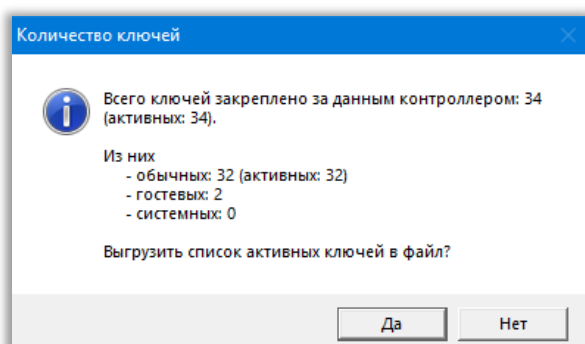 Количество ключей
Всего ключей закреплено за данным контроллером: 34
(активных: 34).
Из них
- обычных: 32 (активных: 32)
- гостевых: 2
- системных: 0
Выгрузить список активных ключей в файл?
Да
Нет